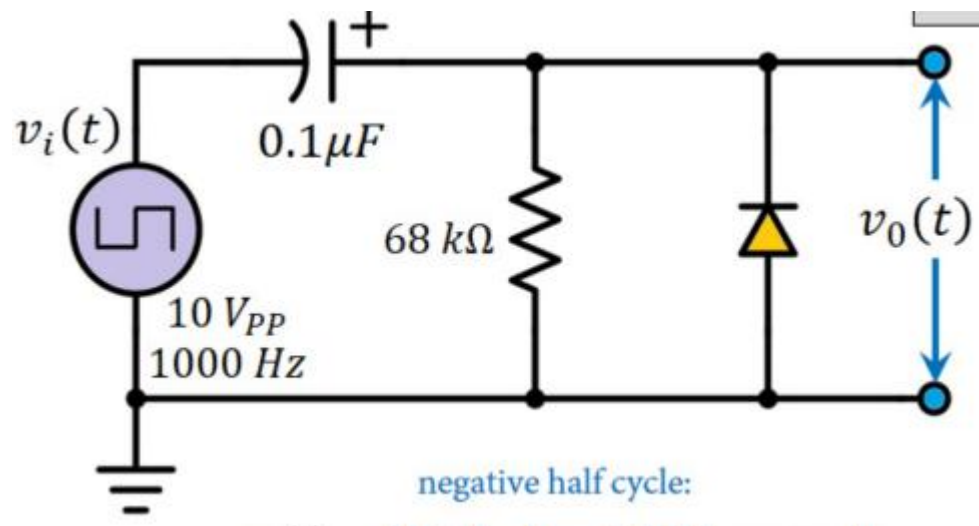 +
v_i(t)
0.1μF
68 kΩ
v_0(t)
10 V_PP
1000 Hz
negative half cycle: